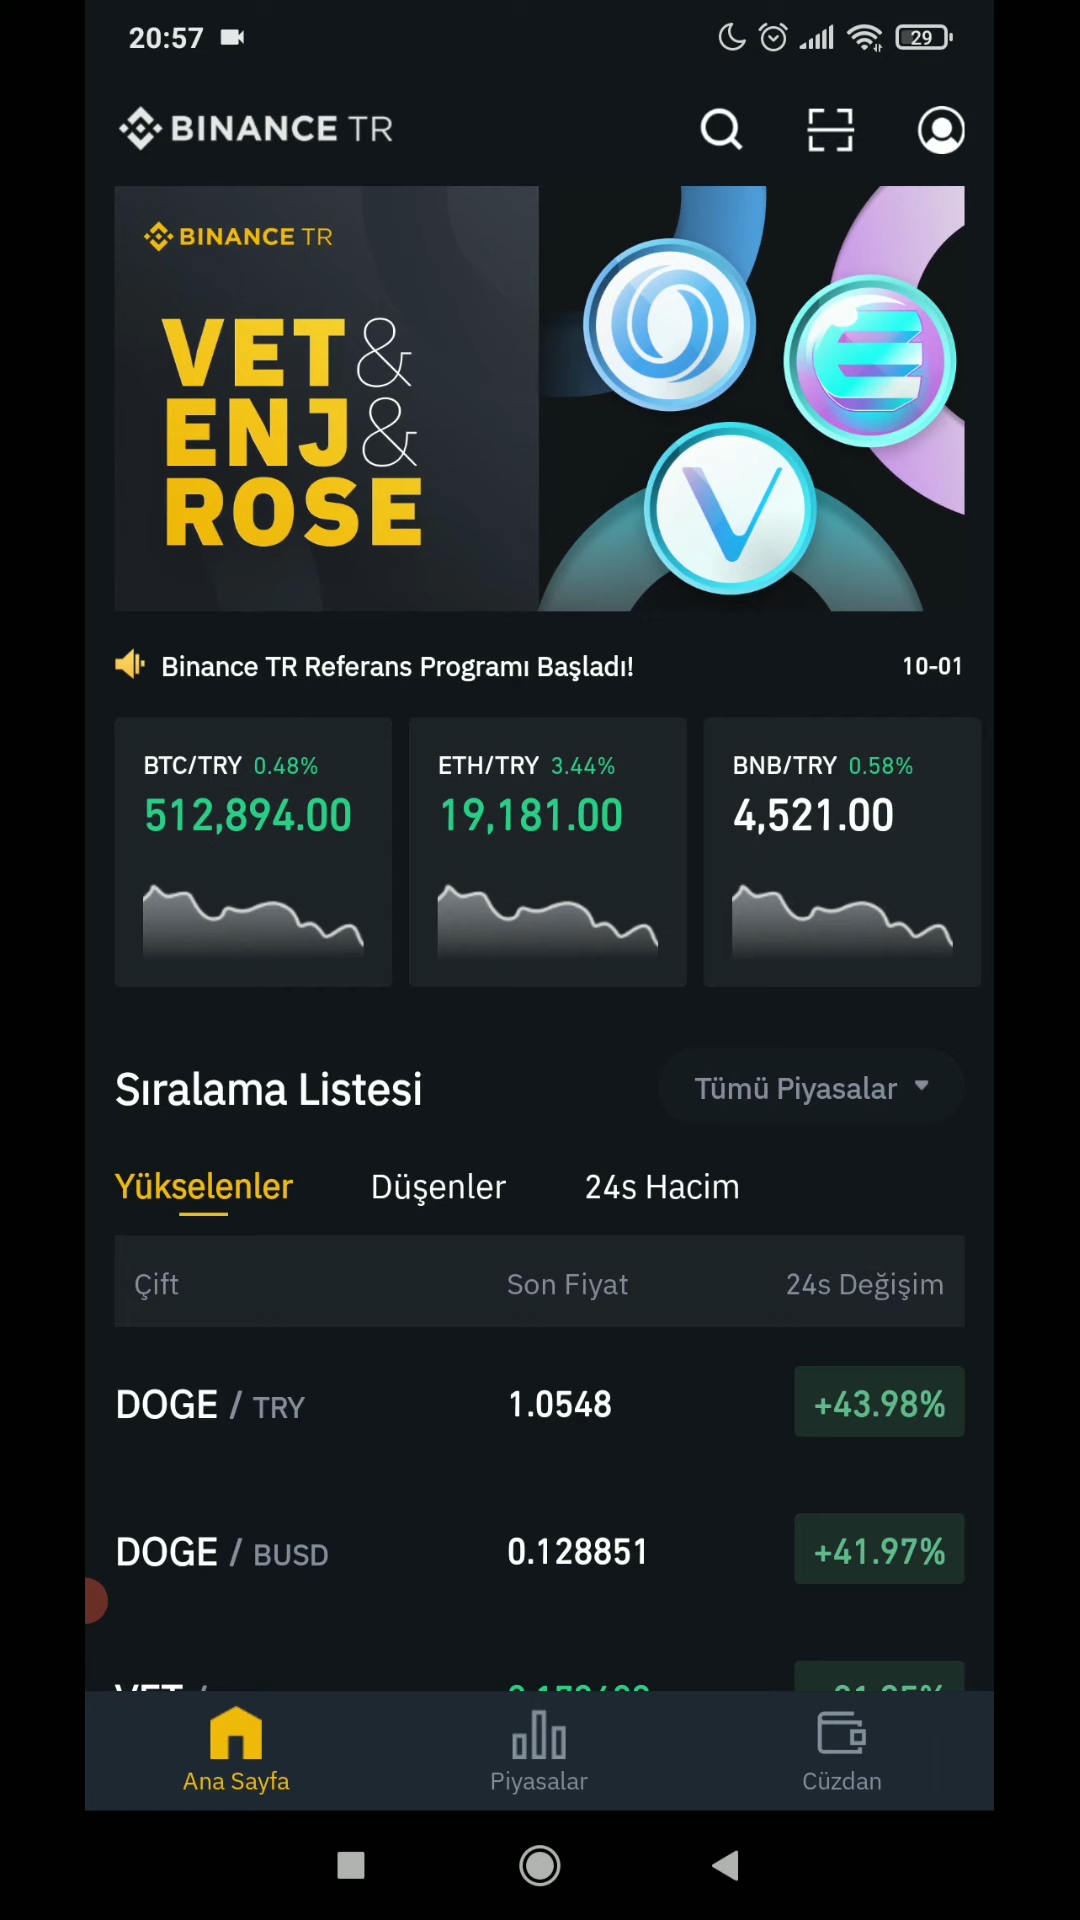 20:57
29
BINANCE TR
BINANCE TR
VET &
ENJ &
ROSE
Binance TR Referans Programı Başladı! 10-01
BTC/TRY 0.48% ETH/TRY 3.44% BNB/TRY 0.58%
512,894.00 19,181.00 4,521.00
Sıralama Listesi Tümü Piyasalar
Yükselenler Düşenler 24s Hacim
Çift Son Fiyat 24s Değişim
DOGE / TRY 1.0548 +43.98%
DOGE / BUSD 0.128851 +41.97%
VET /
Ana Sayfa Piyasalar Cüzdan